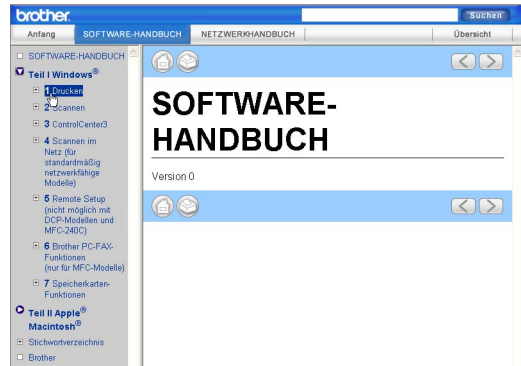 brother.
Suchen
Anfang
SOFTWARE-HANDBUCH
NETZWERKHANDBUCH
Übersicht
SOFTWARE-HANDBUCH
Teil I Windows®
1 Drucken
2 Scannen
3 ControlCenter3
4 Scannen im
Netz (für
standardmäßig
netzwerkfähige
Modelle)
5 Remote Setup
(nicht möglich mit
DCP-Modellen und
MFC-240C)
6 Brother PC-FAX-
Funktionen
(nur für MFC-Modelle)
7 Speicherkarten-
Funktionen
Teil II Apple®
Macintosh®
Stichwortverzeichnis
Brother
SOFTWARE-
HANDBUCH
Version 0